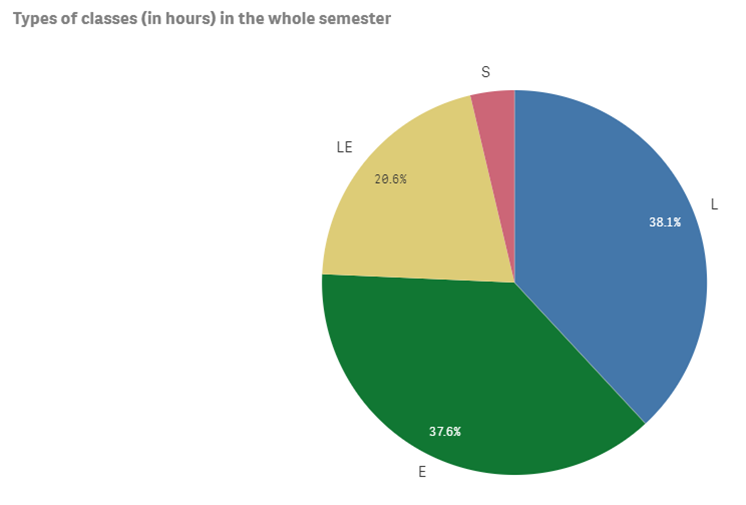 Types of classes (in hours) in the whole semester
S
LE
20.6%
L
38.1%
37.6%
E